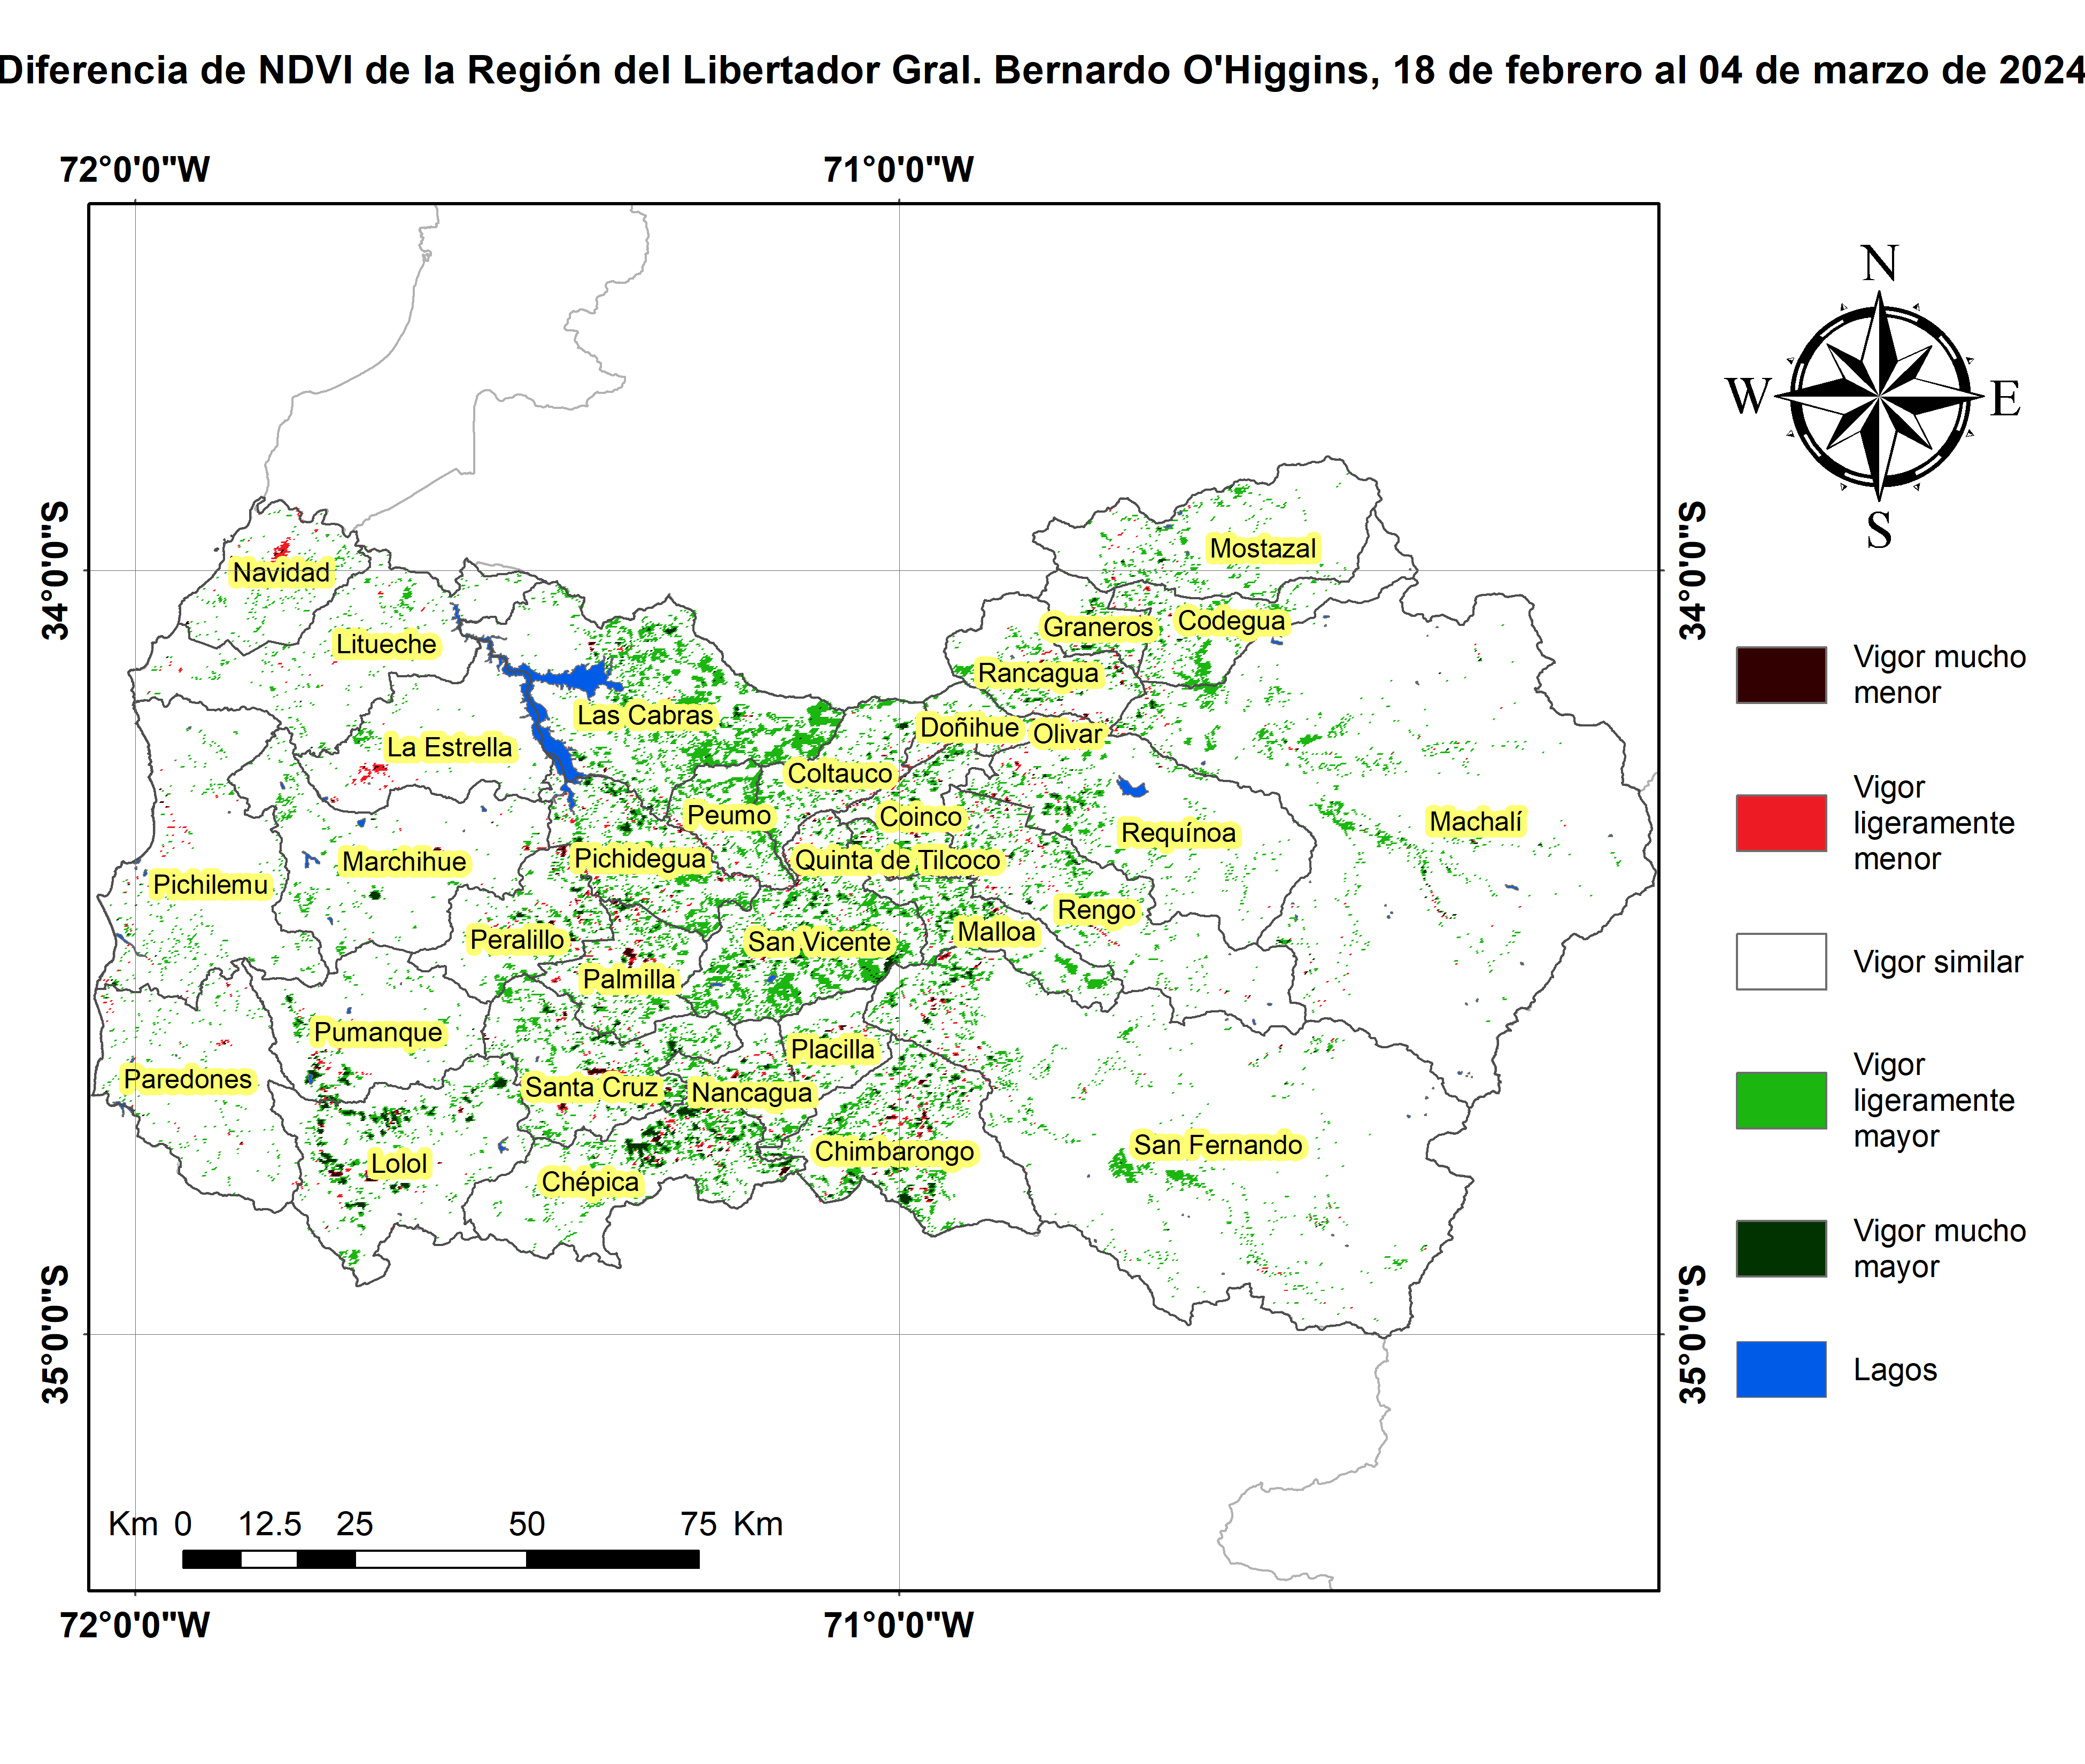 Diferencia de NDVI de la Región del Libertador Gral. Bernardo O'Higgins, 18 de febrero al 04 de marzo de 2024
72°0'0"W
71°0'0"W
N
W
E
S
34°0'0"S
34°0'0"S
Mostazal
Navidad
Codegua
Graneros
Litueche
Rancagua
Las Cabras
Doñihue
Olivar
La Estrella
Coltauco
Peumo
Coinco
Machalí
Requínoa
Pichidegua
Quinta de Tilcoco
Marchihue
Pichilemu
Rengo
Malloa
Peralillo
San Vicente
Palmilla
Pumanque
Placilla
Paredones
Santa Cruz
Nancagua
San Fernando
Chimbarongo
Lolol
Chépica
35°0'0"S
35°0'0"S
Vigor mucho
menor
Vigor
ligeramente
menor
Vigor similar
Vigor
ligeramente
mayor
Vigor mucho
mayor
Lagos
Km 0 12.5 25 50 75 Km
72°0'0"W
71°0'0"W